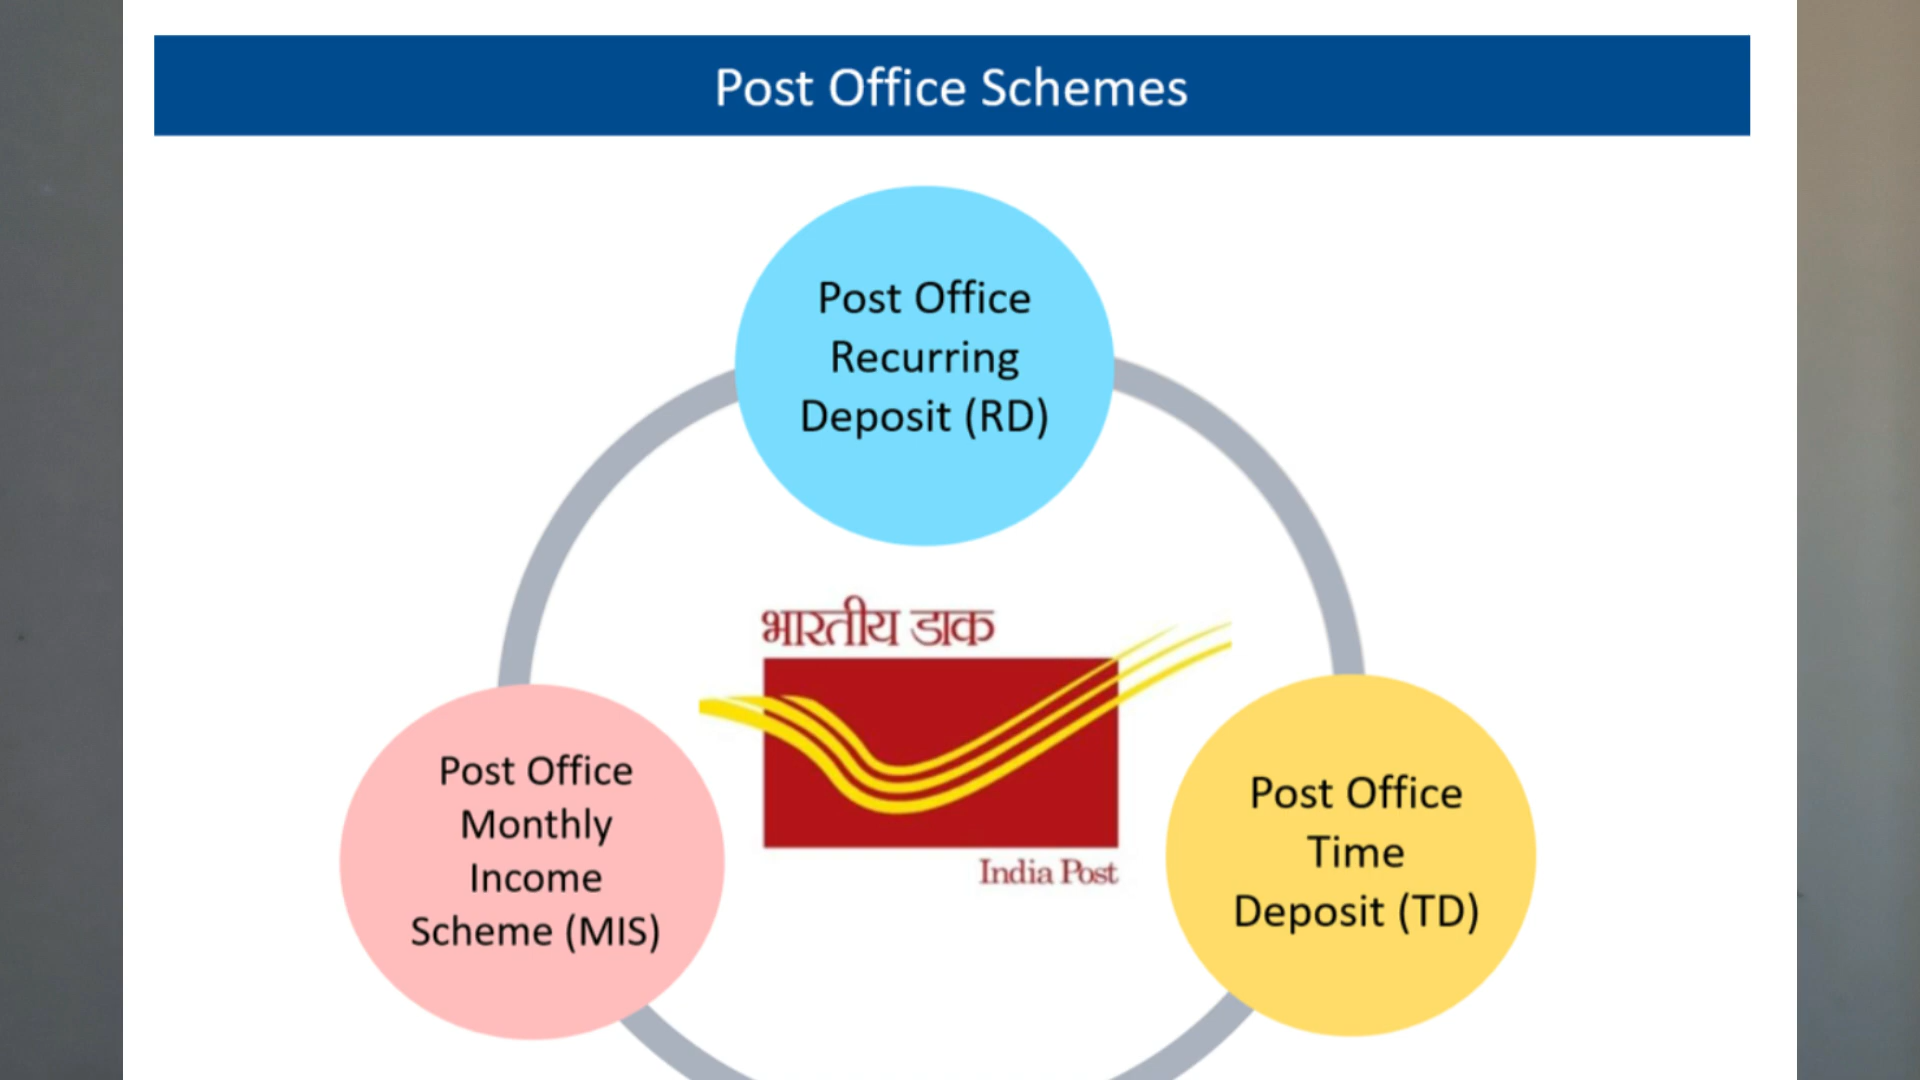 Post Office Schemes
Post Office
Recurring
Deposit (RD)
भारतीय डाक
India Post
Post Office
Monthly
Income
Scheme (MIS)
Post Office
Time
Deposit (TD)